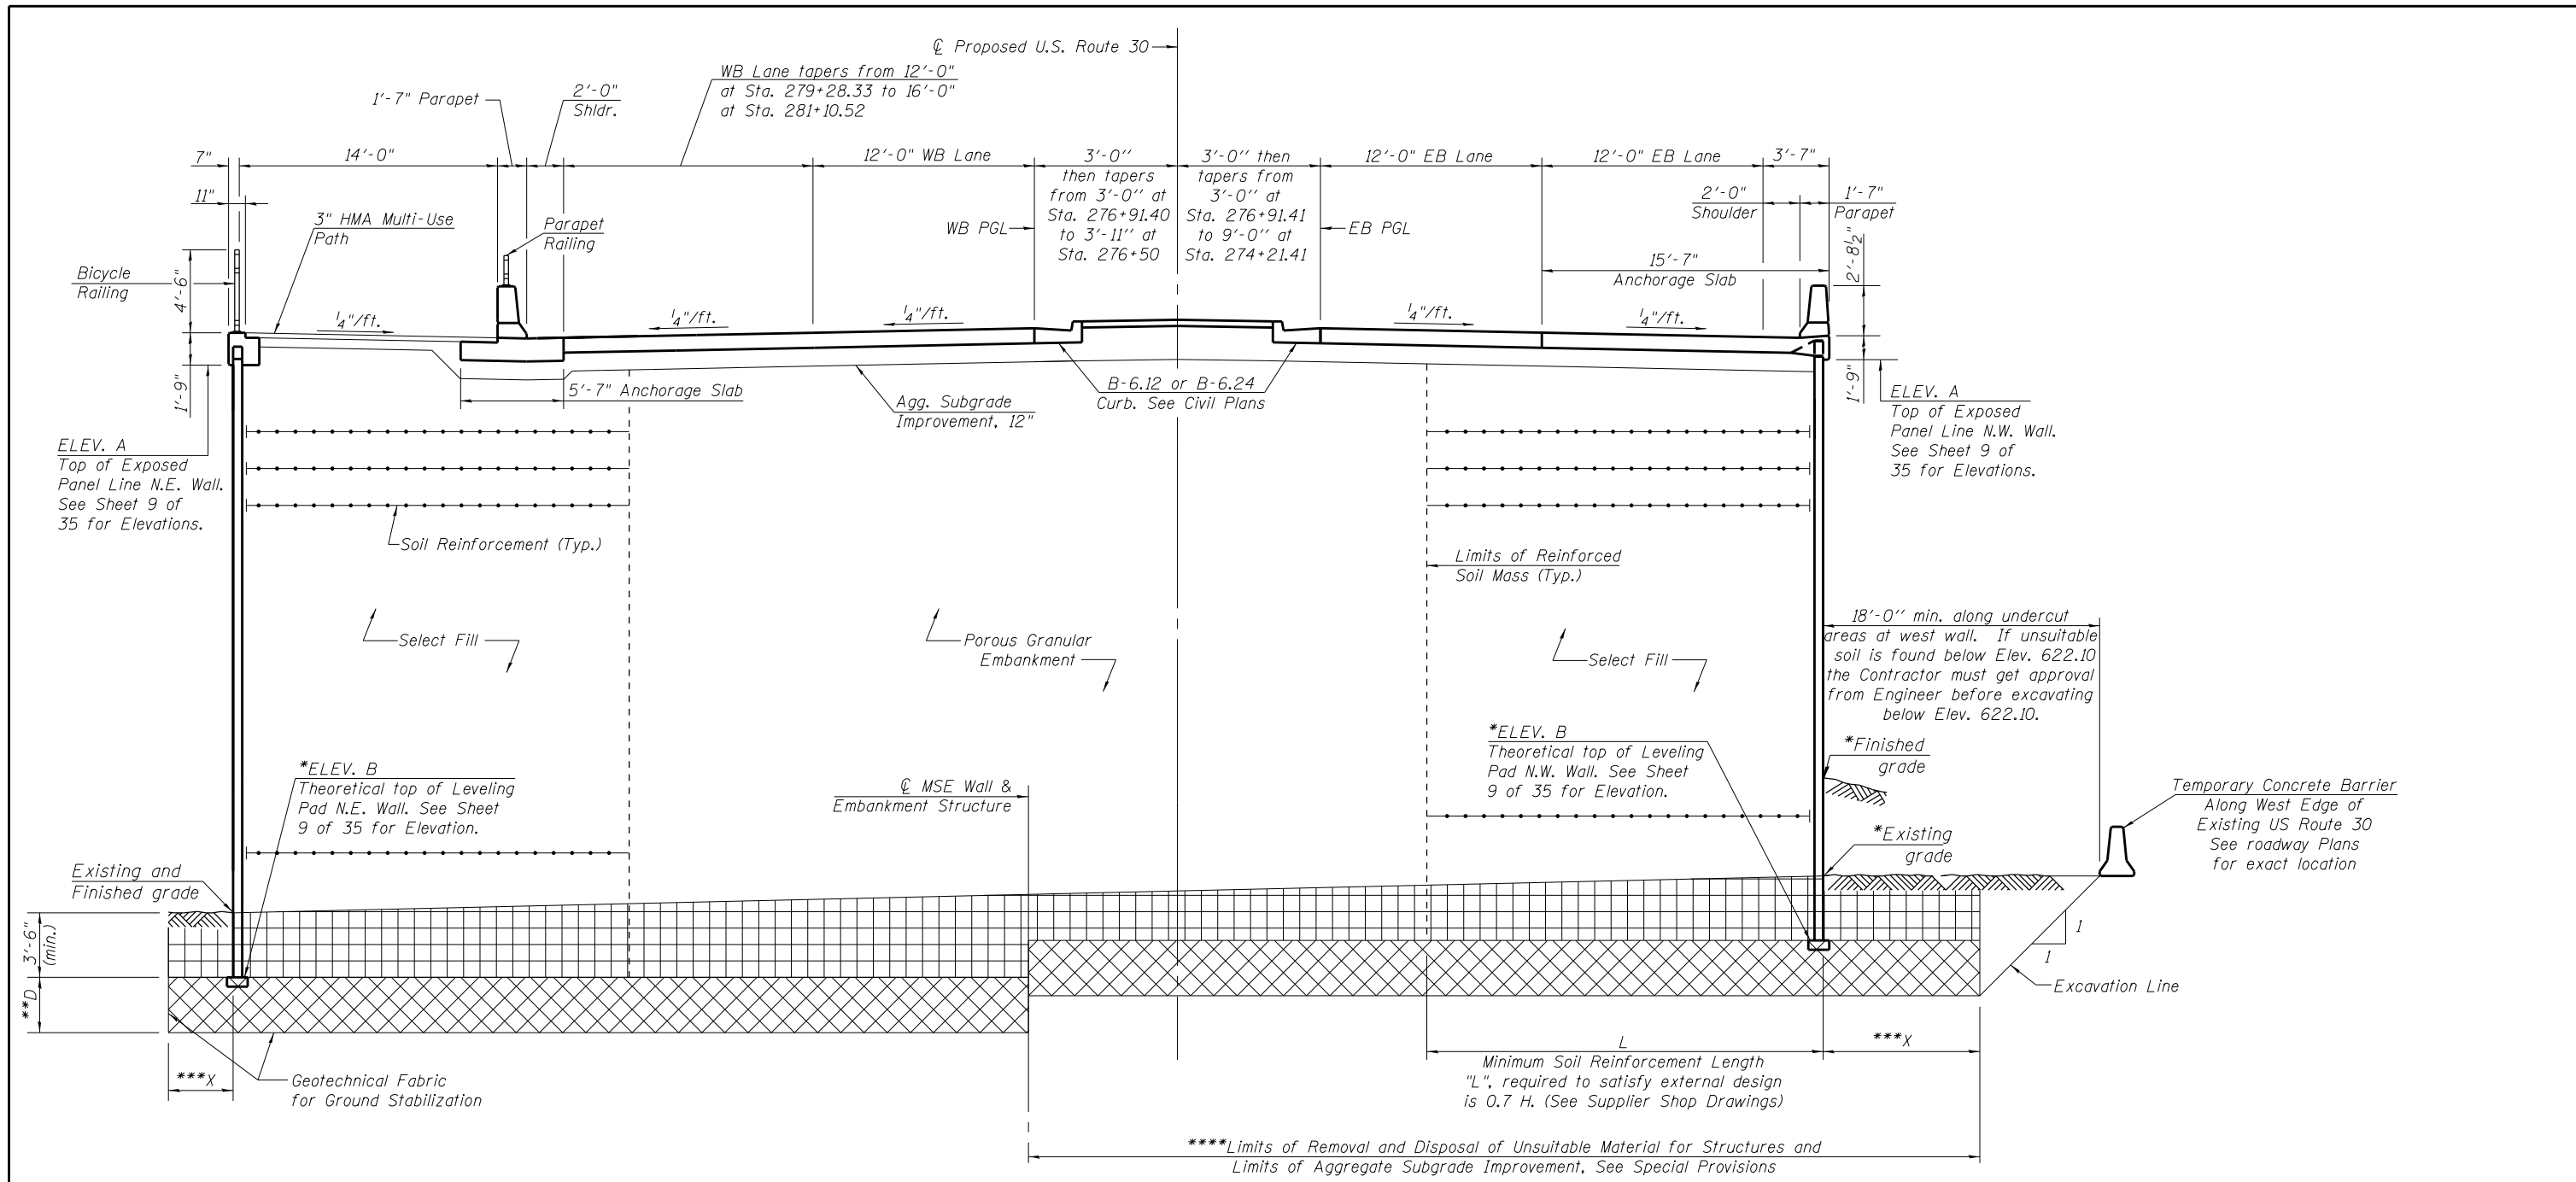 ℄ Proposed U.S. Route 30
WB Lane tapers from 12'-0"
at Sta. 279+28.33 to 16'-0"
at Sta. 281+10.52
1'-7" Parapet
2'-0"
Shldr.
7"
14'-0"
12'-0" WB Lane
3'-0"
then tapers
from 3'-0" at
Sta. 276+91.40
to 3'-11" at
Sta. 276+50
3'-0" then
tapers from
3'-0" at
Sta. 276+91.41
to 9'-0" at
Sta. 274+21.41
12'-0" EB Lane
12'-0" EB Lane
3'-7"
11"
2'-0"
Shoulder
1'-7"
Parapet
3" HMA Multi-Use
Path
Parapet
Railing
WB PGL
EB PGL
2'-8½"
15'-7"
Anchorage Slab
Bicycle
Railing
4'-6"
¼"/ft.
¼"/ft.
¼"/ft.
¼"/ft.
¼"/ft.
1'-9"
5'-7" Anchorage Slab
Agg. Subgrade
Improvement, 12"
B-6.12 or B-6.24
Curb. See Civil Plans
1'-9"
ELEV. A
Top of Exposed
Panel Line N.W. Wall.
See Sheet 9 of
35 for Elevations.
ELEV. A
Top of Exposed
Panel Line N.E. Wall.
See Sheet 9 of
35 for Elevations.
Soil Reinforcement (Typ.)
Limits of Reinforced
Soil Mass (Typ.)
Select Fill
Porous Granular
Embankment
Select Fill
18'-0" min. along undercut
areas at west wall. If unsuitable
soil is found below Elev. 622.10
the Contractor must get approval
from Engineer before excavating
below Elev. 622.10.
*ELEV. B
Theoretical top of Leveling
Pad N.E. Wall. See Sheet
9 of 35 for Elevation.
℄ MSE Wall &
Embankment Structure
*ELEV. B
Theoretical top of Leveling
Pad N.W. Wall. See Sheet
9 of 35 for Elevation.
*Finished
grade
*Existing
grade
Temporary Concrete Barrier
Along West Edge of
Existing US Route 30
See roadway Plans
for exact location
Existing and
Finished grade
3'-6"
(min.)
**D
1
1
Excavation Line
***X
Geotechnical Fabric
for Ground Stabilization
L
Minimum Soil Reinforcement Length
"L", required to satisfy external design
is 0.7 H. (See Supplier Shop Drawings)
***X
****Limits of Removal and Disposal of Unsuitable Material for Structures and
Limits of Aggregate Subgrade Improvement, See Special Provisions